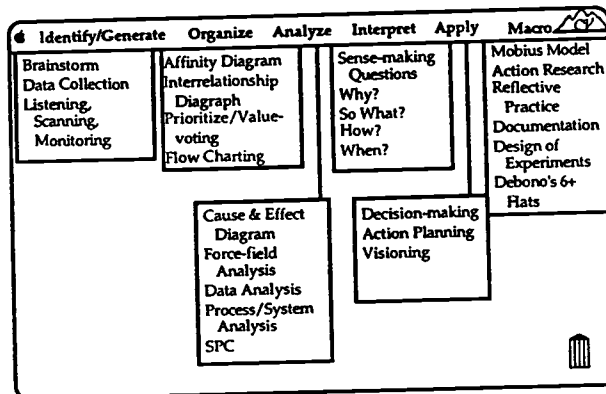 Identify/Generate Organize Analyze Interpret Apply Macro
Brainstorm
Data Collection
Listening,
Scanning,
Monitoring
Affinity Diagram
Interrelationship
Diagraph
Prioritize/Value-
voting
Flow Charting
Sense-making
Questions
Why?
So What?
How?
When?
Mobius Model
Action Research
Reflective
Practice
Documentation
Design of
Experiments
Debono's 6+
Hats
Cause & Effect
Diagram
Force-field
Analysis
Data Analysis
Process/System
Analysis
SPC
Decision-making
Action Planning
Visioning